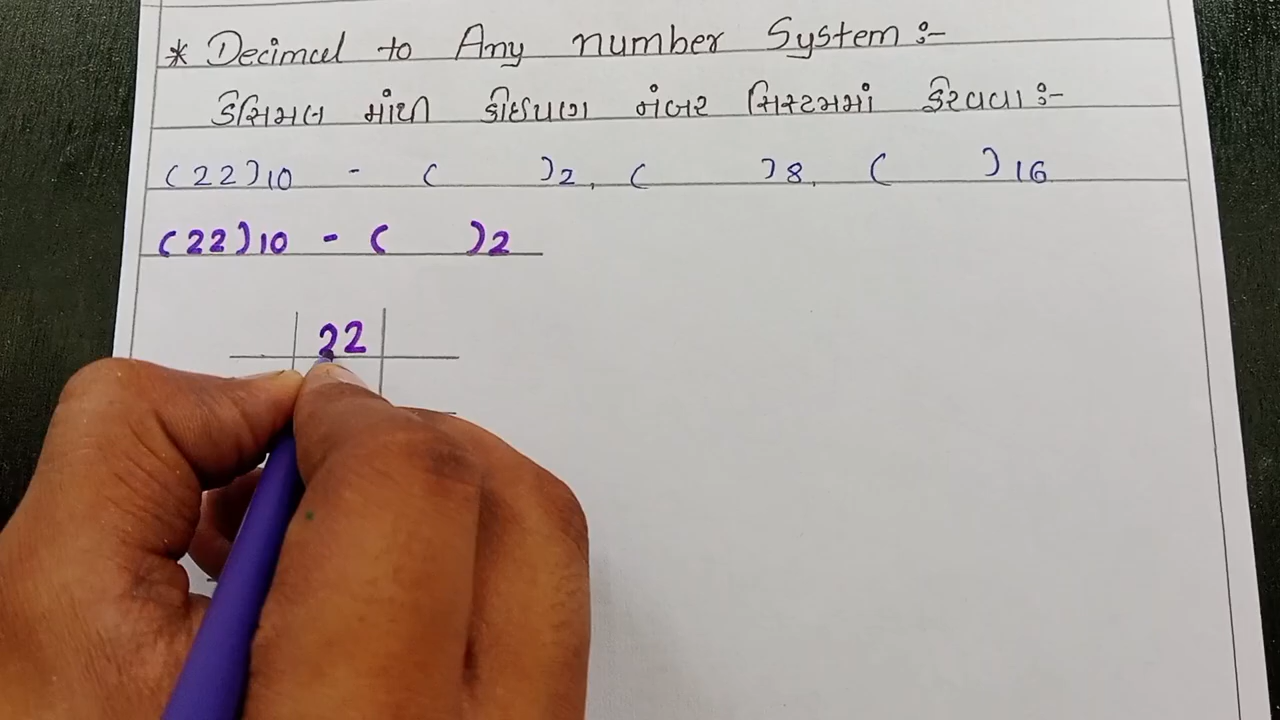 * Decimal to Any number System :-
ડેસિમલ માંથી કોઈપણ નંબર સિસ્ટમમાં ફેરવવા :-
(22)10 - ( )2, ( )8, ( )16
(22)10 - ( )2
22